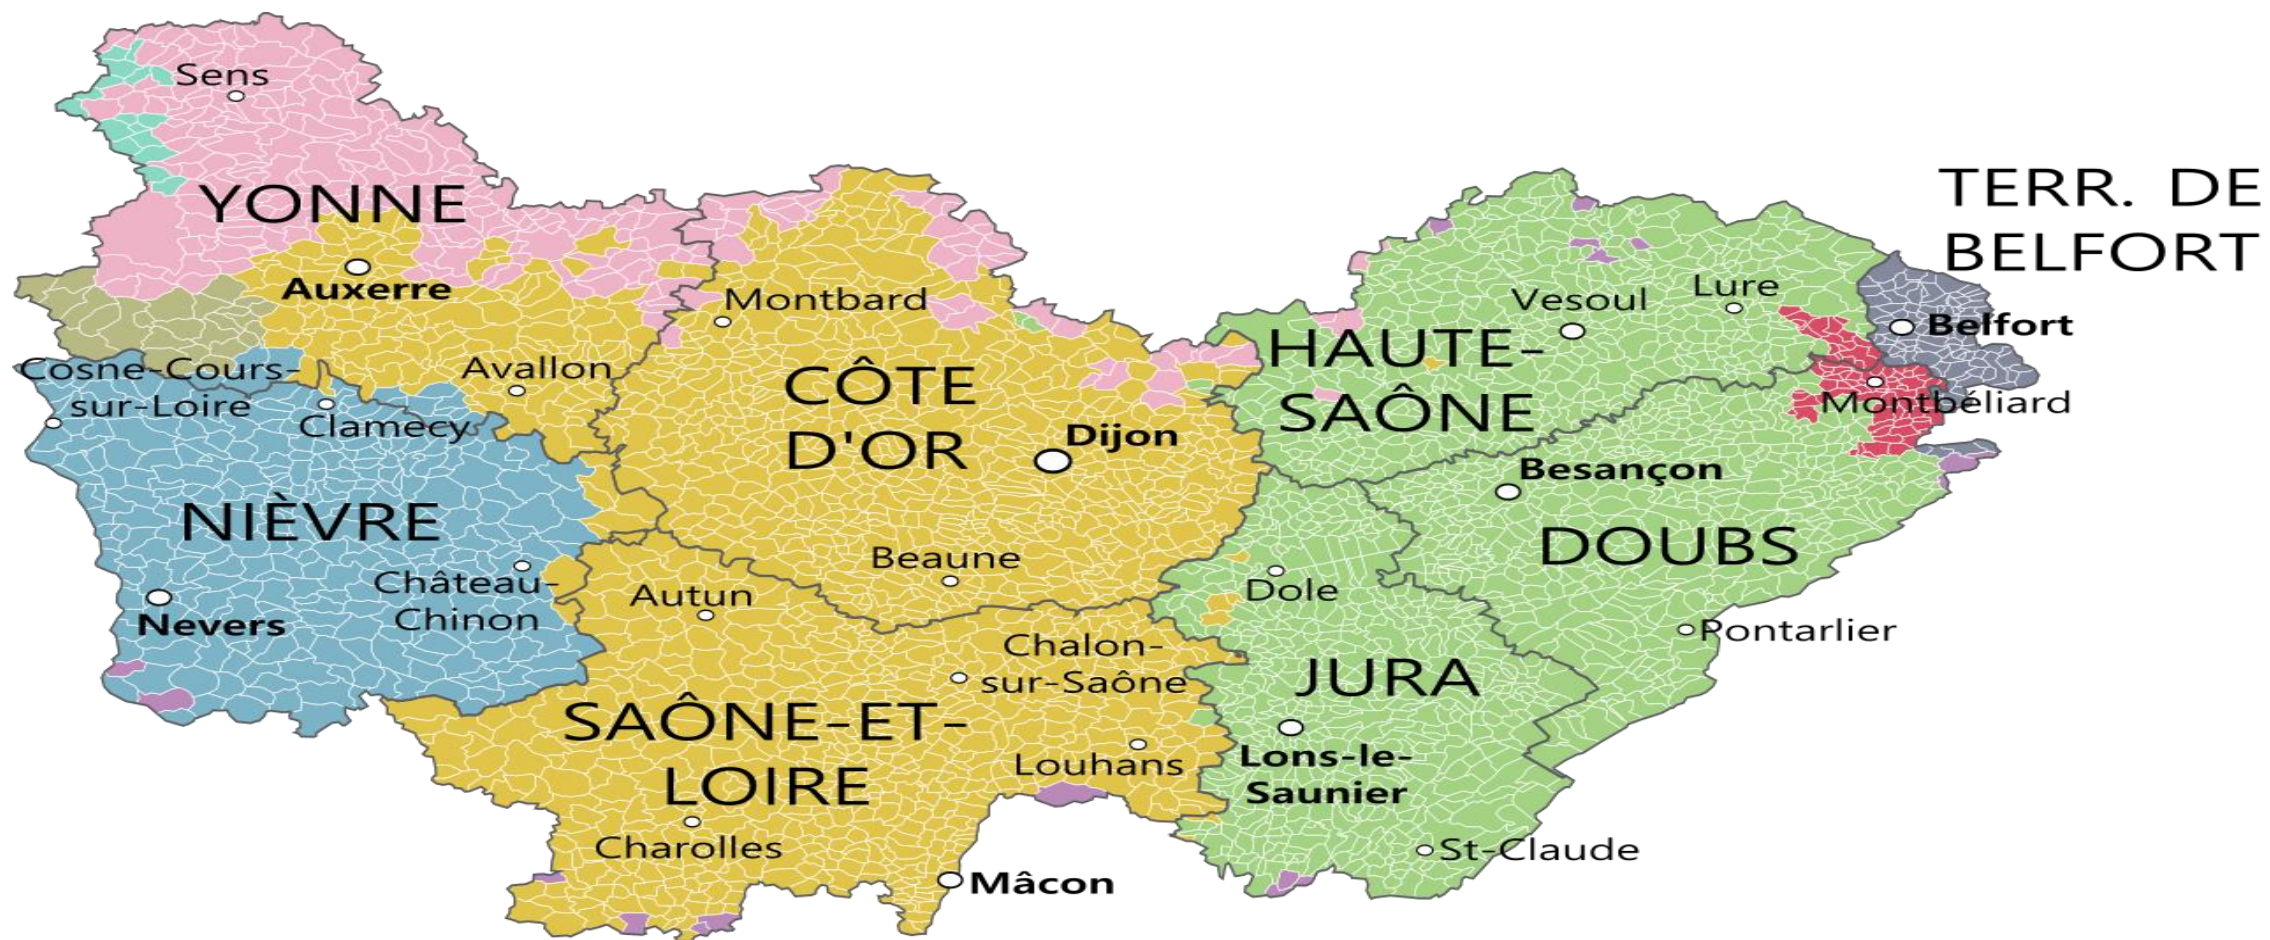 Sens
YONNE
TERR. DE
BELFORT
Auxerre
Montbard
Vesoul
Lure
Belfort
HAUTE-
SAÔNE
Cosne-Cours-
sur-Loire
Avallon
CÔTE
D'OR
Clamecy
Montbéliard
Dijon
Besançon
NIÈVRE
DOUBS
Beaune
Château-
Chinon
Autun
Dole
Nevers
Pontarlier
Chalon-
sur-Saône
JURA
SAÔNE-ET-
LOIRE
Louhans
Lons-le-
Saunier
Charolles
St-Claude
Mâcon